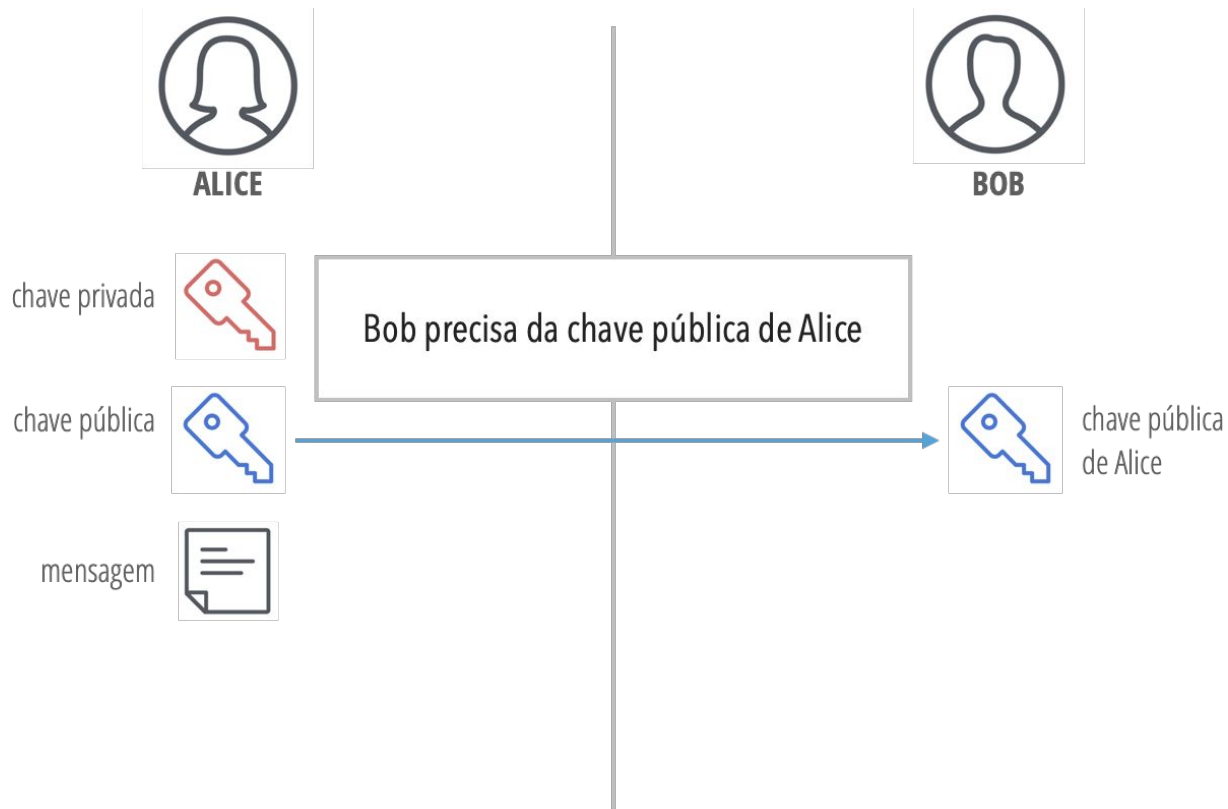 ALICE
BOB
chave privada
Bob precisa da chave pública de Alice
chave pública
chave pública
de Alice
mensagem